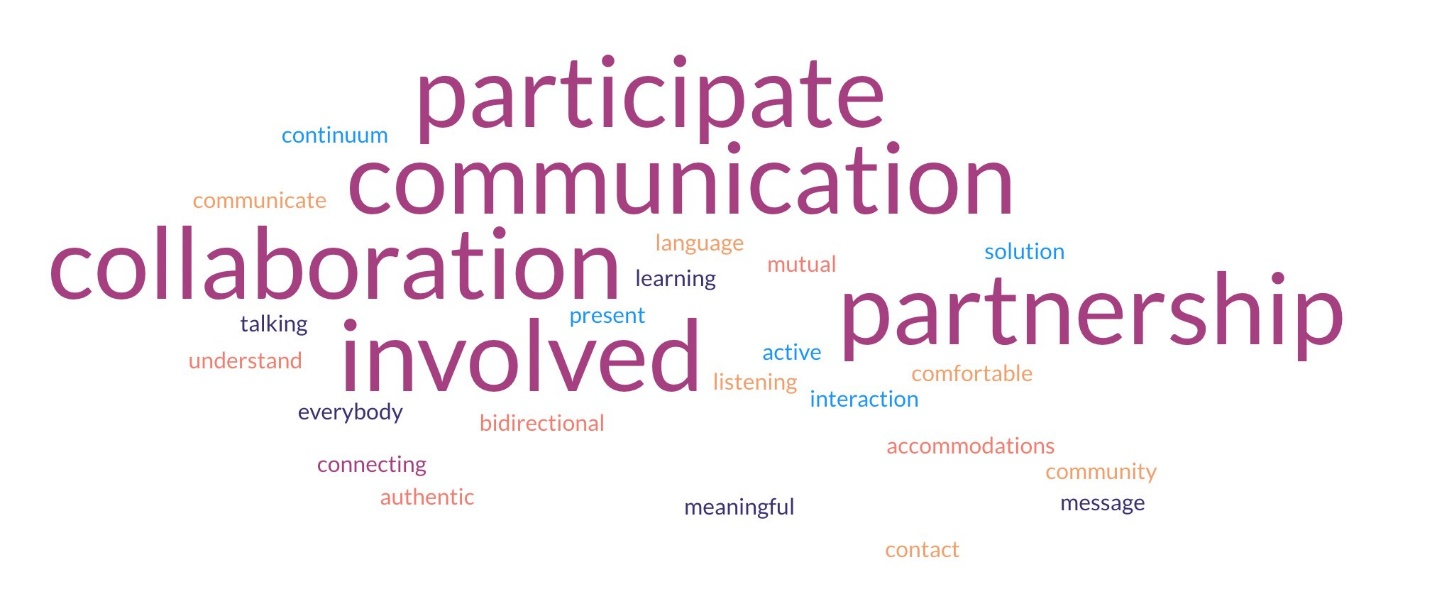 participate
continuum
communication
communicate
collaboration
language
mutual
solution
learning
partnership
talking
present
involved
understand
active
listening
comfortable
interaction
everybody
bidirectional
accommodations
connecting
community
authentic
meaningful
message
contact